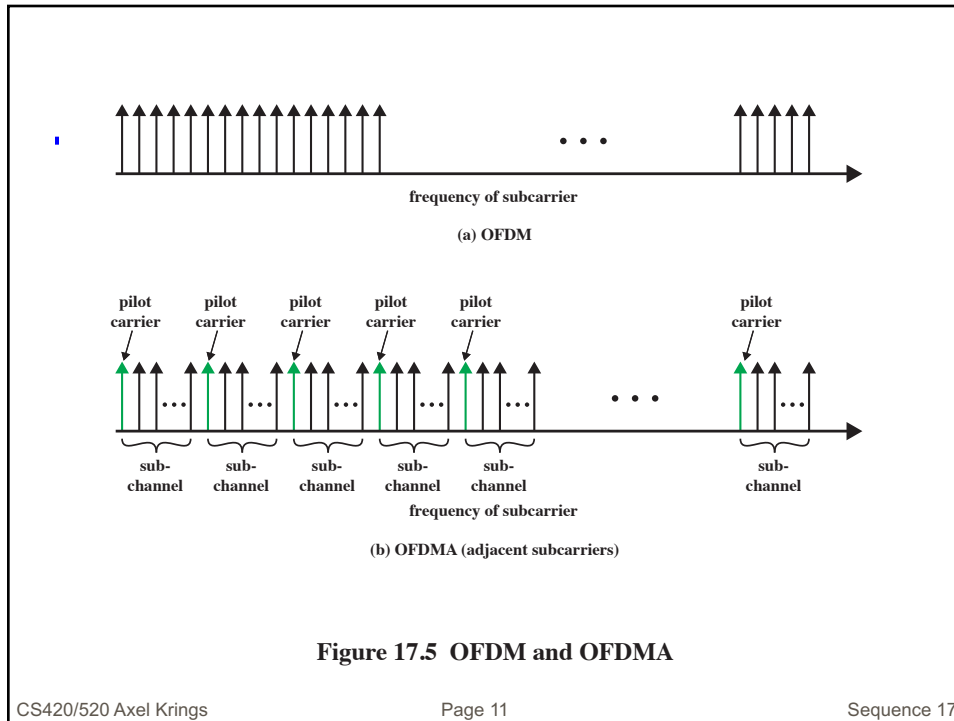 • • •
frequency of subcarrier
(a) OFDM
pilot carrier pilot carrier pilot carrier pilot carrier pilot carrier pilot carrier
••• ••• ••• ••• ••• • • • •••
sub-channel sub-channel sub-channel sub-channel sub-channel sub-channel
frequency of subcarrier
(b) OFDMA (adjacent subcarriers)
Figure 17.5 OFDM and OFDMA
CS420/520 Axel Krings Page 11 Sequence 17